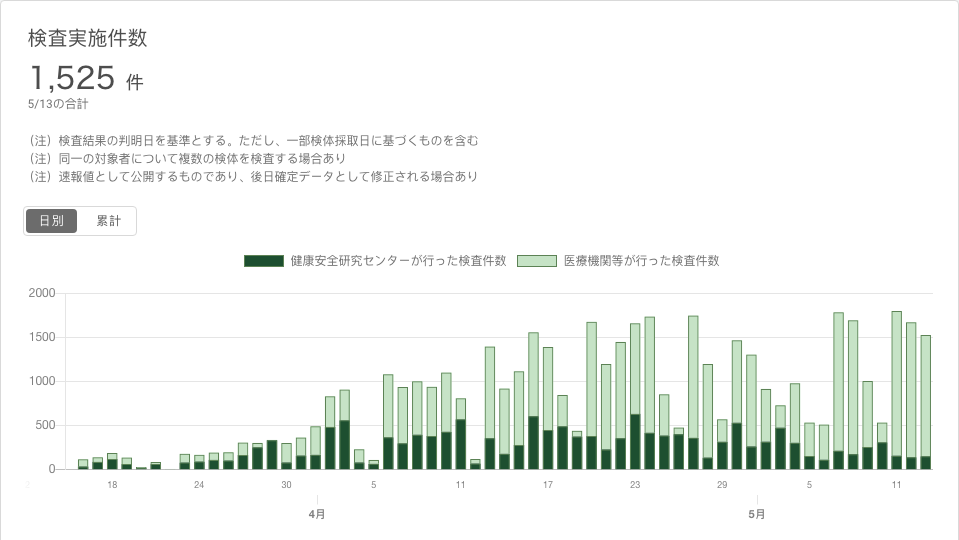 検査実施件数
1,525 件
5/13の合計
（注）検査結果の判明日を基準とする。ただし、一部検体採取日に基づくものを含む
（注）同一の対象者について複数の検体を検査する場合あり
（注）速報値として公開するものであり、後日確定データとして修正される場合あり
日別 累計
健康安全研究センターが行った検査件数 医療機関等が行った検査件数
2000
1500
1000
500
0
18 24 30 5 11 17 23 29 5 11
4月 5月